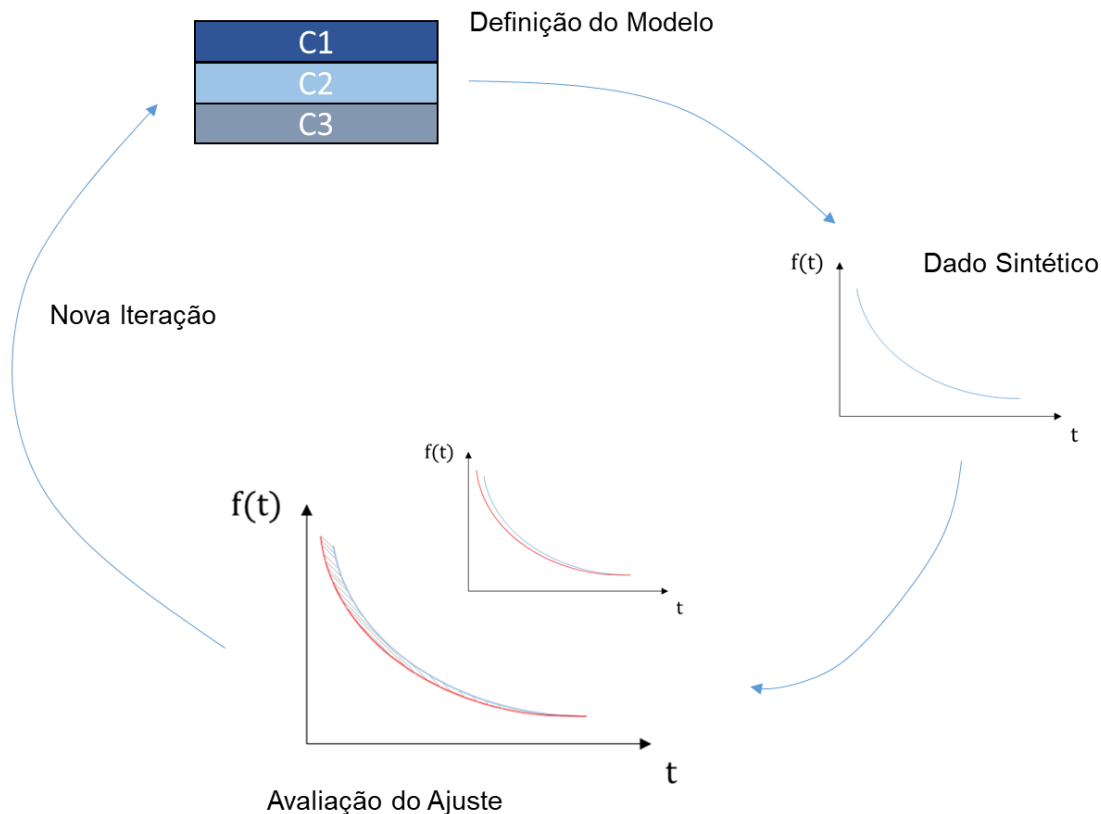 Definição do Modelo
C1
C2
C3
f(t)
Dado Sintético
t
Nova Iteração
f(t)
t
f(t)
t
Avaliação do Ajuste